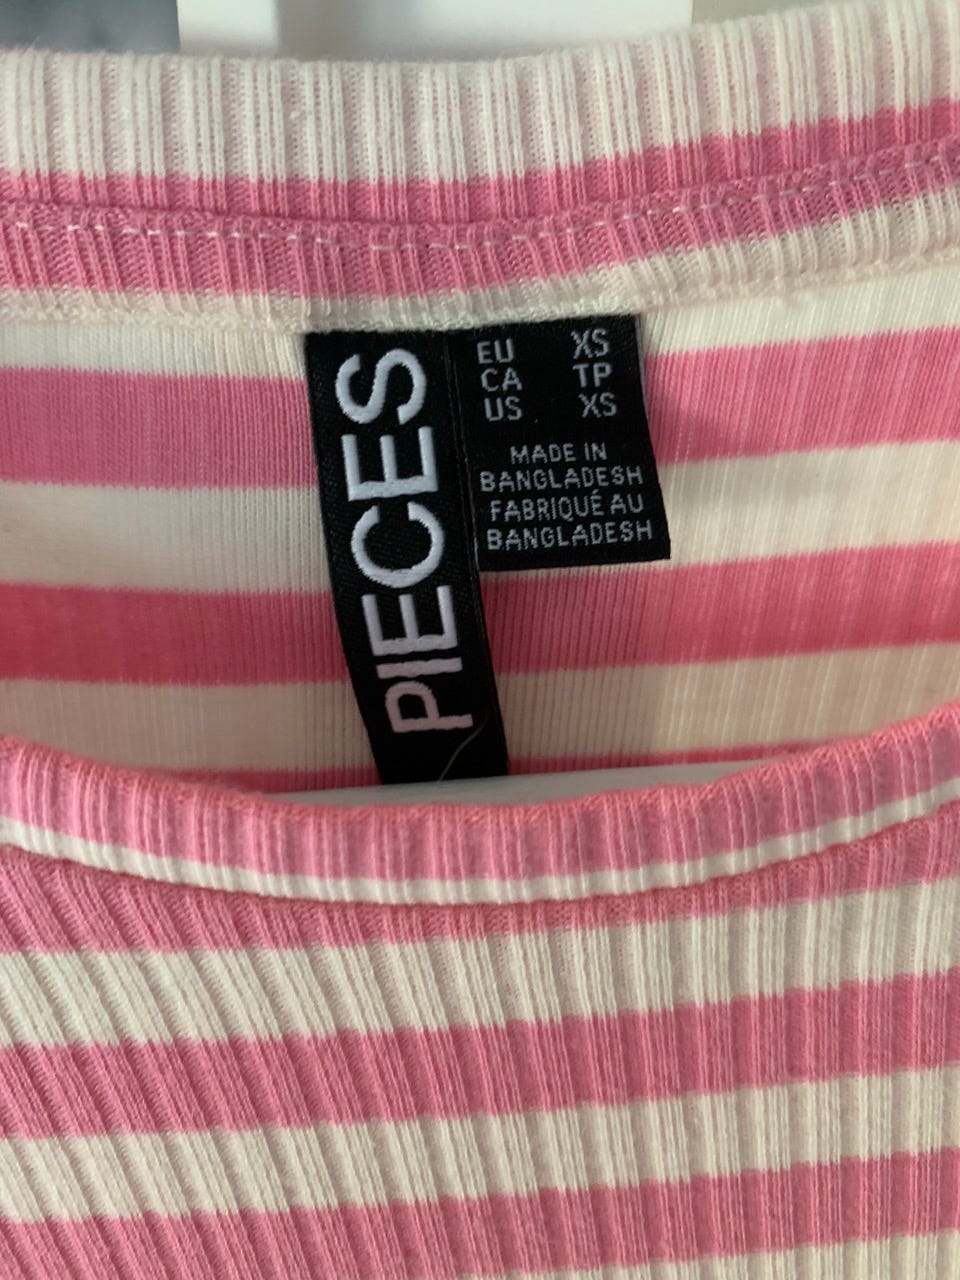 PIECES
EU XS
CA TP
US XS
MADE IN
BANGLADESH
FABRIQUÉ AU
BANGLADESH